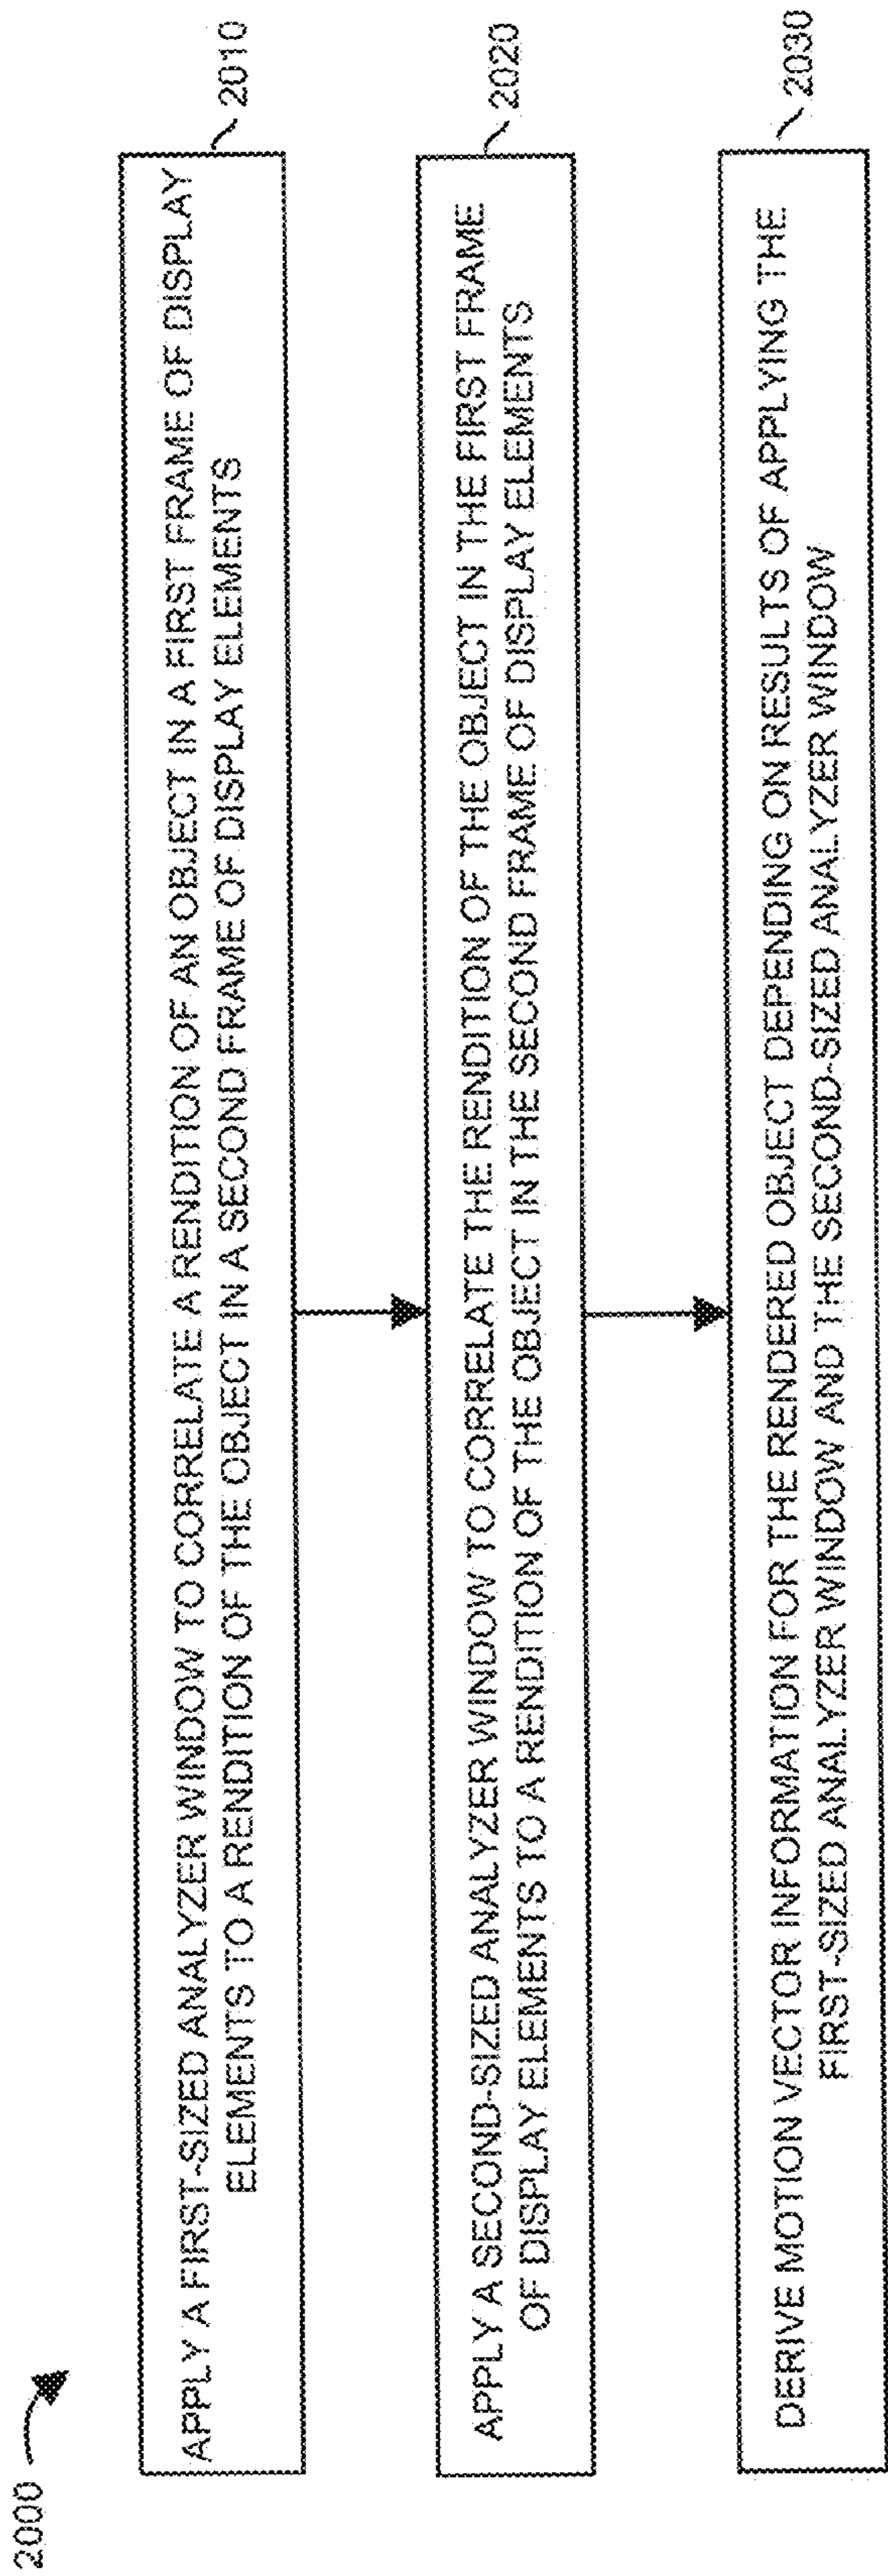 2000
APPLY A FIRST-SIZED ANALYZER WINDOW TO CORRELATE A RENDITION OF AN OBJECT IN A FIRST FRAME OF DISPLAY
ELEMENTS TO A RENDITION OF THE OBJECT IN A SECOND FRAME OF DISPLAY ELEMENTS
2010
APPLY A SECOND-SIZED ANALYZER WINDOW TO CORRELATE THE RENDITION OF THE OBJECT IN THE FIRST FRAME
OF DISPLAY ELEMENTS TO A RENDITION OF THE OBJECT IN THE SECOND FRAME OF DISPLAY ELEMENTS
2020
DERIVE MOTION VECTOR INFORMATION FOR THE RENDERED OBJECT DEPENDING ON RESULTS OF APPLYING THE
FIRST-SIZED ANALYZER WINDOW AND THE SECOND-SIZED ANALYZER WINDOW
2030